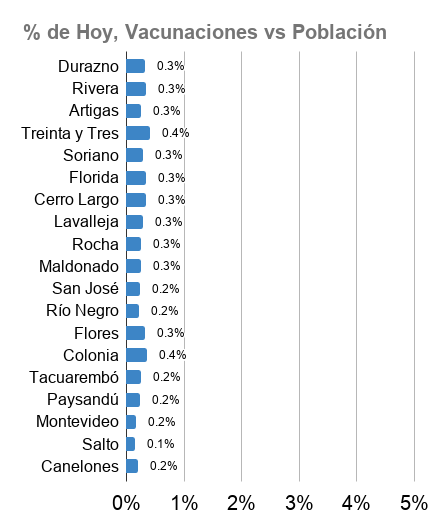 % de Hoy, Vacunaciones vs Población
Durazno 0.3%
Rivera 0.3%
Artigas 0.3%
Treinta y Tres 0.4%
Soriano 0.3%
Florida 0.3%
Cerro Largo 0.3%
Lavalleja 0.3%
Rocha 0.3%
Maldonado 0.3%
San José 0.2%
Río Negro 0.2%
Flores 0.3%
Colonia 0.4%
Tacuarembó 0.2%
Paysandú 0.2%
Montevideo 0.2%
Salto 0.1%
Canelones 0.2%
0% 1% 2% 3% 4% 5%